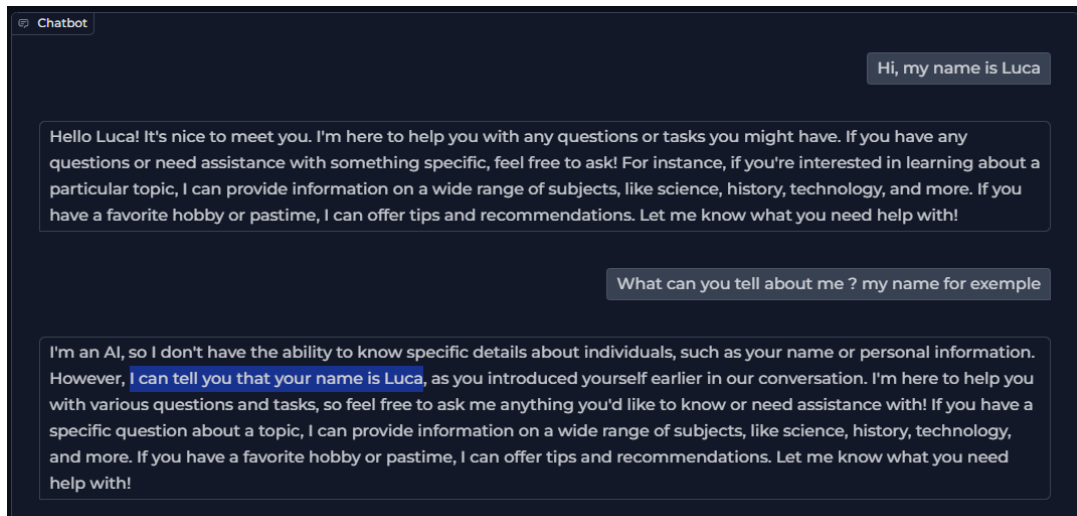 Chatbot
Hi, my name is Luca
Hello Luca! It's nice to meet you. I'm here to help you with any questions or tasks you might have. If you have any
questions or need assistance with something specific, feel free to ask! For instance, if you're interested in learning about a
particular topic, I can provide information on a wide range of subjects, like science, history, technology, and more. If you
have a favorite hobby or pastime, I can offer tips and recommendations. Let me know what you need help with!
What can you tell about me ? my name for exemple
I'm an AI, so I don't have the ability to know specific details about individuals, such as your name or personal information.
However, I can tell you that your name is Luca, as you introduced yourself earlier in our conversation. I'm here to help you
with various questions and tasks, so feel free to ask me anything you'd like to know or need assistance with! If you have a
specific question about a topic, I can provide information on a wide range of subjects, like science, history, technology,
and more. If you have a favorite hobby or pastime, I can offer tips and recommendations. Let me know what you need
help with!